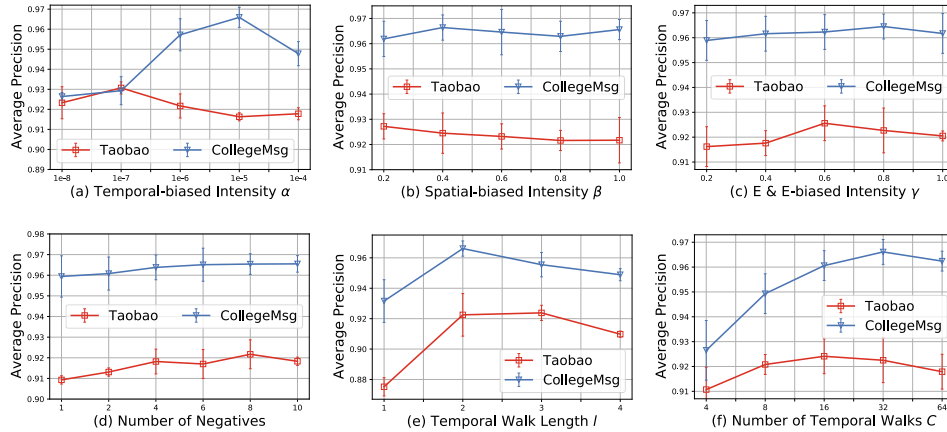 0.97
0.96
0.95
0.94
0.93
0.92
0.91
0.90
0.89
Average Precision
Taobao
CollegeMsg
1e-8
1e-7
1e-6
1e-5
1e-4
(a) Temporal-biased Intensity α
0.97
0.96
0.95
0.94
0.93
0.92
0.91
Average Precision
Taobao
CollegeMsg
0.2
0.4
0.6
0.8
1.0
(b) Spatial-biased Intensity β
0.97
0.96
0.95
0.94
0.93
0.92
0.91
Average Precision
Taobao
CollegeMsg
0.2
0.4
0.6
0.8
1.0
(c) E & E-biased Intensity γ
0.98
0.97
0.96
0.95
0.94
0.93
0.92
0.91
0.90
Average Precision
Taobao
CollegeMsg
1
2
4
6
8
10
(d) Number of Negatives
0.96
0.94
0.92
0.90
0.88
Average Precision
Taobao
CollegeMsg
1
2
3
4
(e) Temporal Walk Length l
0.97
0.96
0.95
0.94
0.93
0.92
0.91
Average Precision
Taobao
CollegeMsg
4
8
16
32
64
(f) Number of Temporal Walks C